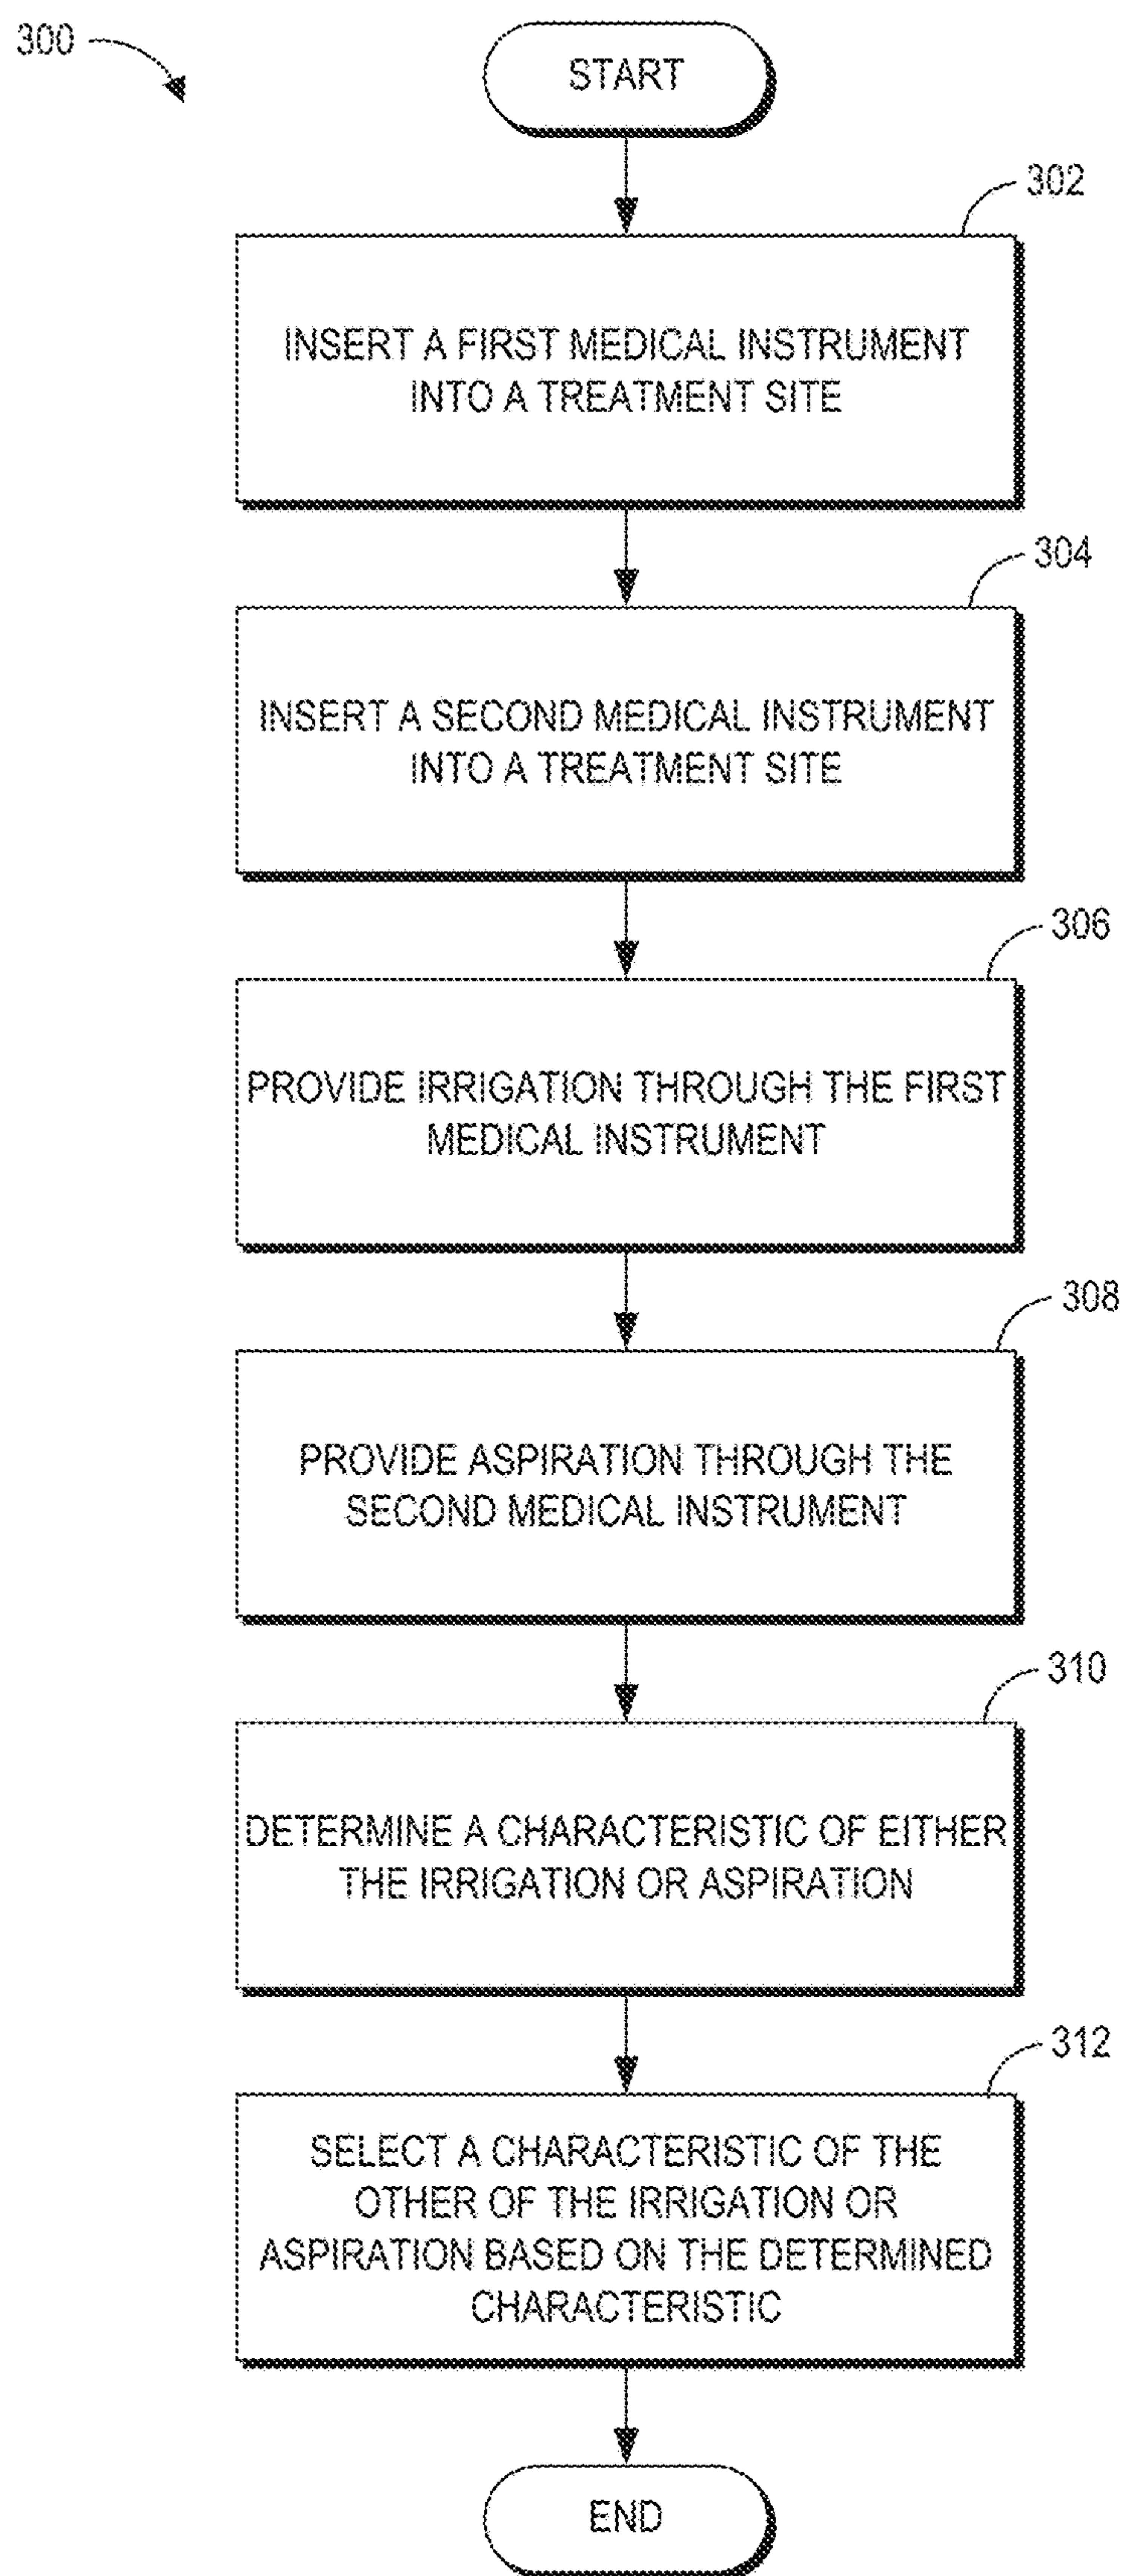 300
START
302
INSERT A FIRST MEDICAL INSTRUMENT
INTO A TREATMENT SITE
304
INSERT A SECOND MEDICAL INSTRUMENT
INTO A TREATMENT SITE
306
PROVIDE IRRIGATION THROUGH THE FIRST
MEDICAL INSTRUMENT
308
PROVIDE ASPIRATION THROUGH THE
SECOND MEDICAL INSTRUMENT
310
DETERMINE A CHARACTERISTIC OF EITHER
THE IRRIGATION OR ASPIRATION
312
SELECT A CHARACTERISTIC OF THE
OTHER OF THE IRRIGATION OR
ASPIRATION BASED ON THE DETERMINED
CHARACTERISTIC
END